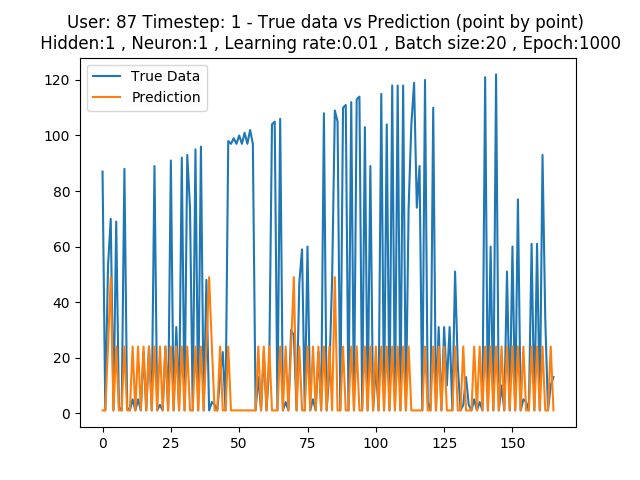 User: 87 Timestep: 1 - True data vs Prediction (point by point)
Hidden:1 , Neuron:1 , Learning rate:0.01 , Batch size:20 , Epoch:1000
True Data
Prediction
120
100
80
60
40
20
0
0 25 50 75 100 125 150